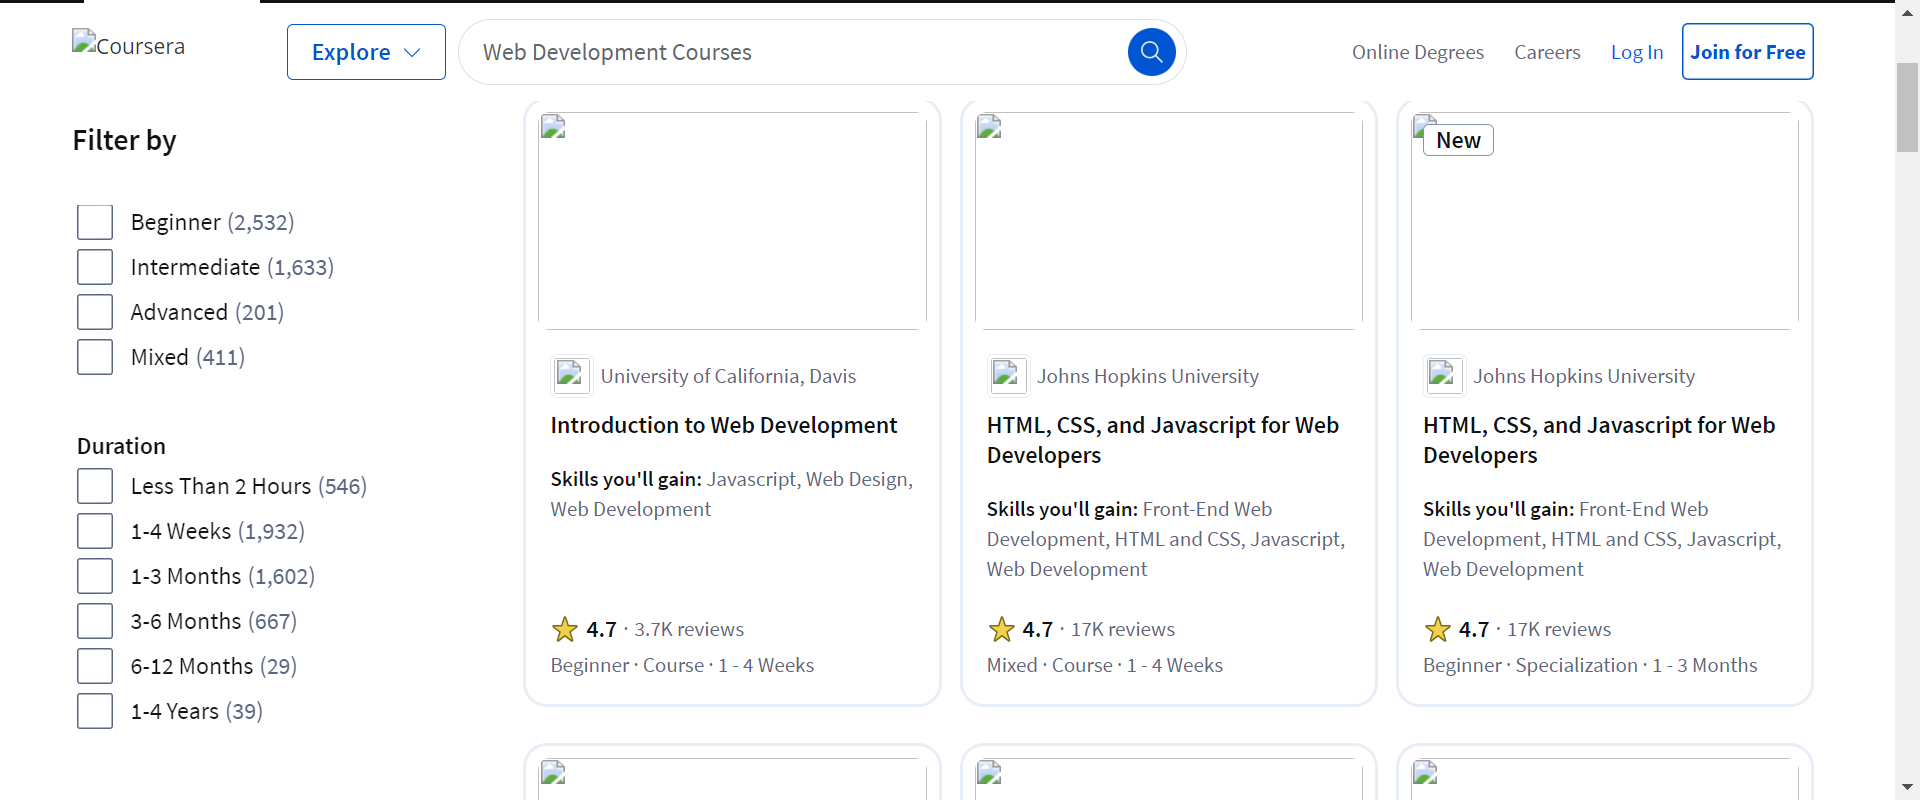 Coursera
Explore
Web Development Courses
Online Degrees
Careers
Log In
Join for Free
Filter by
Beginner (2,532)
Intermediate (1,633)
Advanced (201)
Mixed (411)
Duration
Less Than 2 Hours (546)
1-4 Weeks (1,932)
1-3 Months (1,602)
3-6 Months (667)
6-12 Months (29)
1-4 Years (39)
University of California, Davis
Introduction to Web Development
Skills you'll gain: Javascript, Web Design,
Web Development
4.7 · 3.7K reviews
Beginner · Course · 1 - 4 Weeks
Johns Hopkins University
HTML, CSS, and Javascript for Web
Developers
Skills you'll gain: Front-End Web
Development, HTML and CSS, Javascript,
Web Development
4.7 · 17K reviews
Mixed · Course · 1 - 4 Weeks
New
Johns Hopkins University
HTML, CSS, and Javascript for Web
Developers
Skills you'll gain: Front-End Web
Development, HTML and CSS, Javascript,
Web Development
4.7 · 17K reviews
Beginner · Specialization · 1 - 3 Months